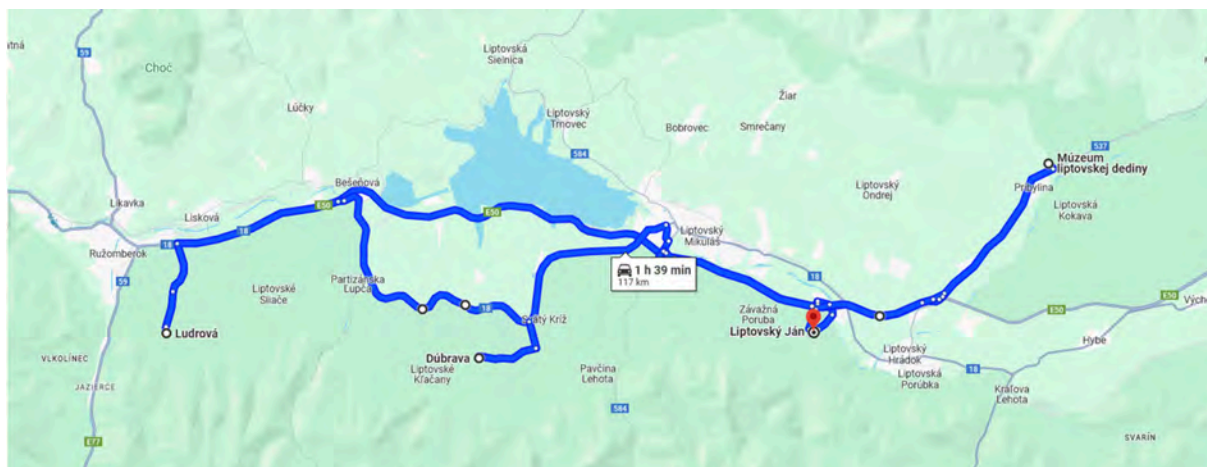 59
Choč
Lúčky
Liptovská
Sielnica
Liptovský
Trnovec
584
Bobrovec
Smrečany
Žiar
537
Múzeum
liptovskej dediny
Pribylina
Liptovská
Kokava
Liptovský
Ondrej
Bešeňová
E50
E50
Likavka
Lisková
18
18
Ružomberok
59
Liptovský
Mikuláš
1 h 39 min
117 km
18
E50
Partizánska
Ľupča
Liptovské
Sliače
18
Svätý Kríž
Závažná
Poruba
Liptovský Ján
Ludrová
Dúbrava
Liptovské
Kľačany
Pavčina
Lehota
584
Liptovský
Hrádok
Liptovská
Porúbka
18
Hybe
Kráľova
Lehota
VLKOLÍNEC
JAZIERCE
E77
SVARÍN